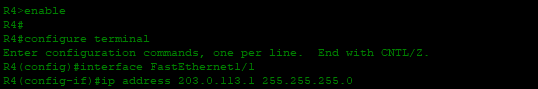 R4>enable
R4#
R4#configure terminal
Enter configuration commands, one per line.  End with CNTL/Z.
R4(config)#interface FastEthernet1/1
R4(config-if)#ip address 203.0.113.1 255.255.255.0